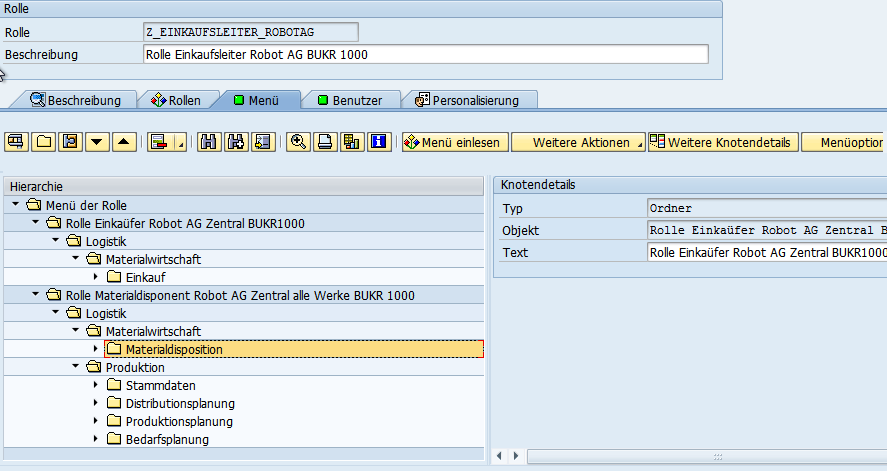 Rolle
Rolle Z_EINKAUFSLEITER_ROBOTAG
Beschreibung Rolle Einkaufsleiter Robot AG BUKR 1000
Beschreibung Rollen Menü Benutzer Personalisierung
Menü einlesen Weitere Aktionen Weitere Knotendetails Menüoption
Hierarchie
Menü der Rolle
Rolle Einkaüfer Robot AG Zentral BUKR1000
Logistik
Materialwirtschaft
Einkauf
Rolle Materialdisponent Robot AG Zentral alle Werke BUKR 1000
Logistik
Materialwirtschaft
Materialdisposition
Produktion
Stammdaten
Distributionsplanung
Produktionsplanung
Bedarfsplanung
Knotendetails
Typ Ordner
Objekt Rolle Einkaüfer Robot AG Zentral B
Text Rolle Einkaüfer Robot AG Zentral BUKR1000